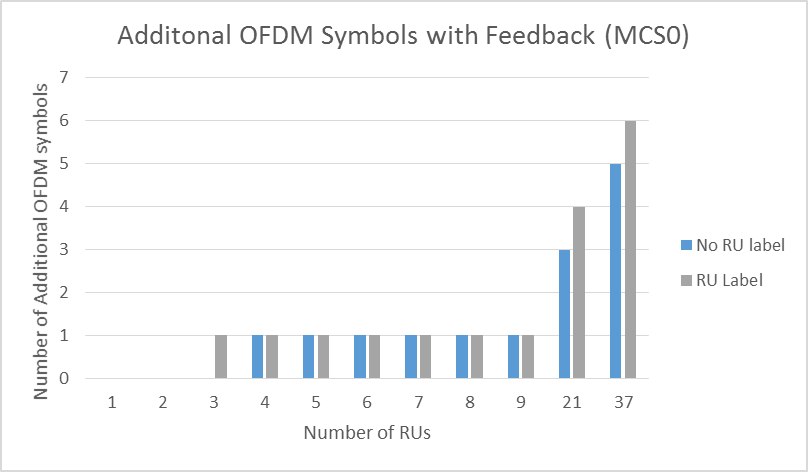 Additonal OFDM Symbols with Feedback (MCS0)
Number of Additional OFDM symbols
7
6
5
4
3
2
1
0
1 2 3 4 5 6 7 8 9 21 37
Number of RUs
No RU label
RU Label